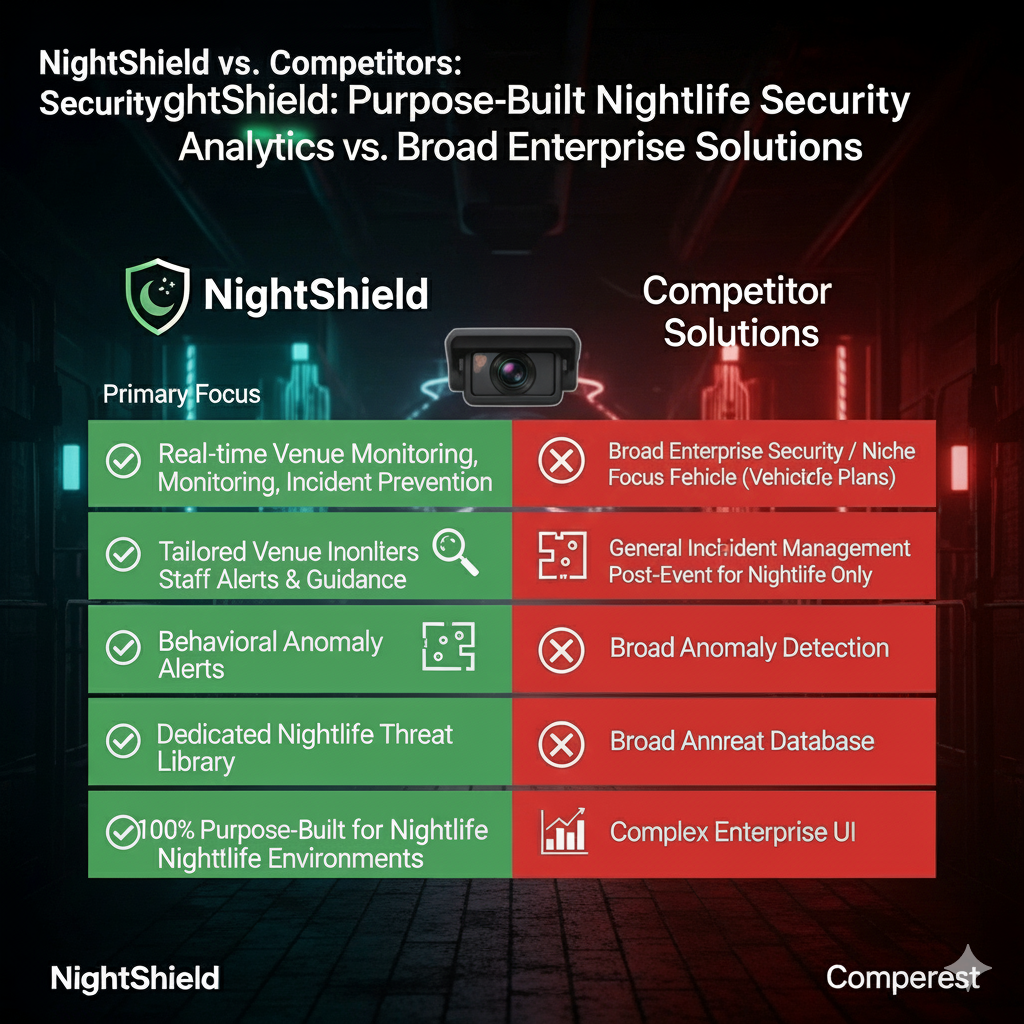 NightShield vs. Competitors:
SecurityghtShield: Purpose-Built Nightlife Security
Analytics vs. Broad Enterprise Solutions
NightShield
Competitor
Solutions
Primary Focus
Real-time Venue Monitoring,
Monitoring, Incident Prevention
Broad Enterprise Security / Niche
Focus Fehicle (Vehicicfe Plans)
Tailored Venue Inonlters
Staff Alerts & Guidance
General Inchident Management
Post-Event for Nightlife Only
Behavioral Anomaly
Alerts
Broad Anomaly Detection
Dedicated Nightlife Threat
Library
Broad Annreat Database
100% Purpose-Built for Nightlife
Nighttlife Environments
Complex Enterprise UI
NightShield
Comperest